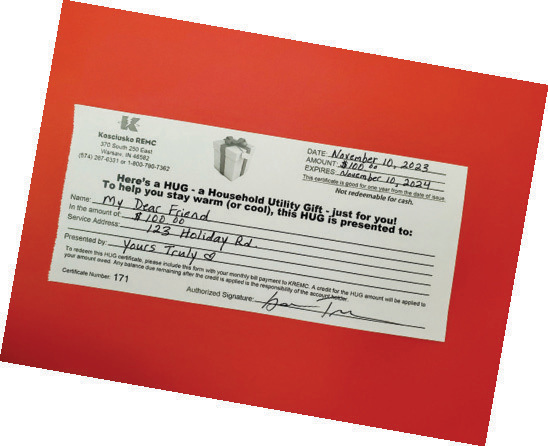 K
Kosciusko REMC
370 South 250 East
Warsaw, IN 46582
(574) 267-6331 or 1-800-790-7362
DATE: November 10, 2023
AMOUNT: $100.00
EXPIRES: November 10, 2024
This certificate is good for one year from the date of issue.
Not redeemable for cash.
Here's a HUG - a Household Utility Gift - just for you!
To help you stay warm (or cool), this HUG is presented to:
Name: My Dear Friend
In the amount of: $100.00
Service Address: 123 Holiday Rd.
Presented by: Yours Truly ♡
To redeem this HUG certificate, please include this form with your monthly bill payment to KREMC. A credit for the HUG amount will be applied to
your amount owed. Any balance due remaining after the credit is applied is the responsibility of the account holder.
Certificate Number: 171
Authorized Signature: